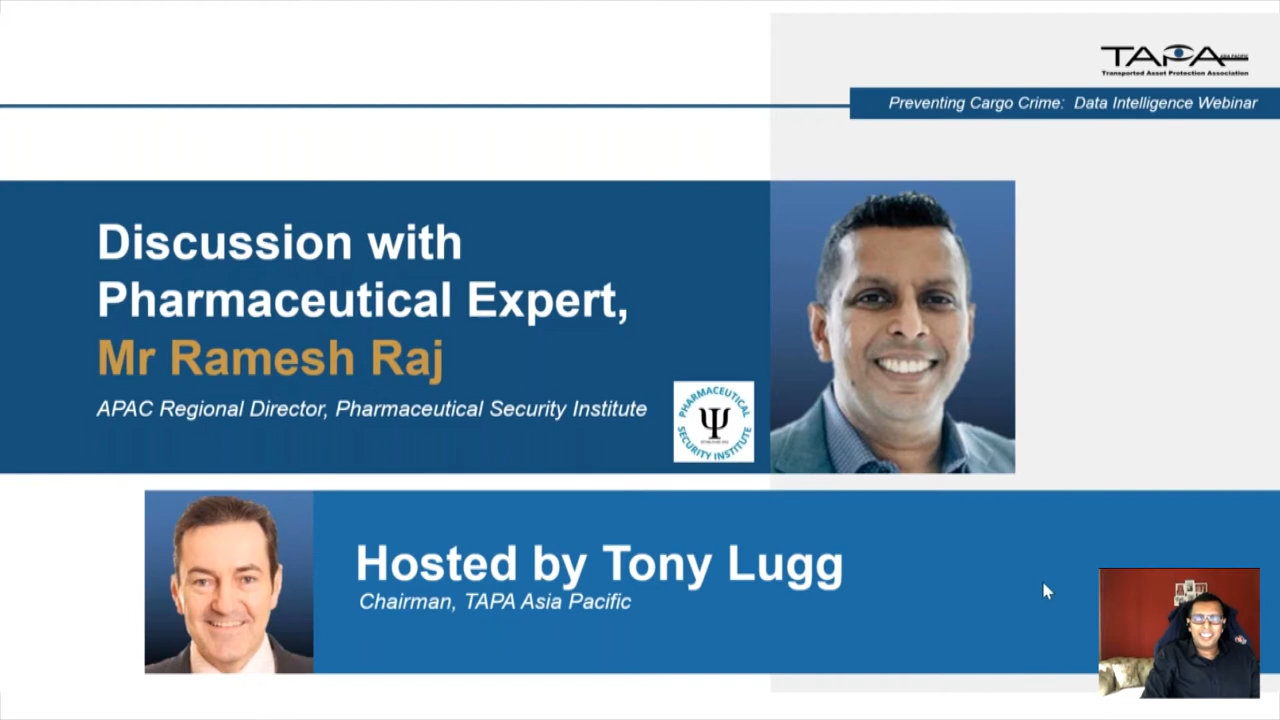 TAPA ASIA PACIFIC
Transported Asset Protection Association
Preventing Cargo Crime: Data Intelligence Webinar
Discussion with
Pharmaceutical Expert,
Mr Ramesh Raj
APAC Regional Director, Pharmaceutical Security Institute
PHARMACEUTICAL
SECURITY INSTITUTE
Hosted by Tony Lugg
Chairman, TAPA Asia Pacific